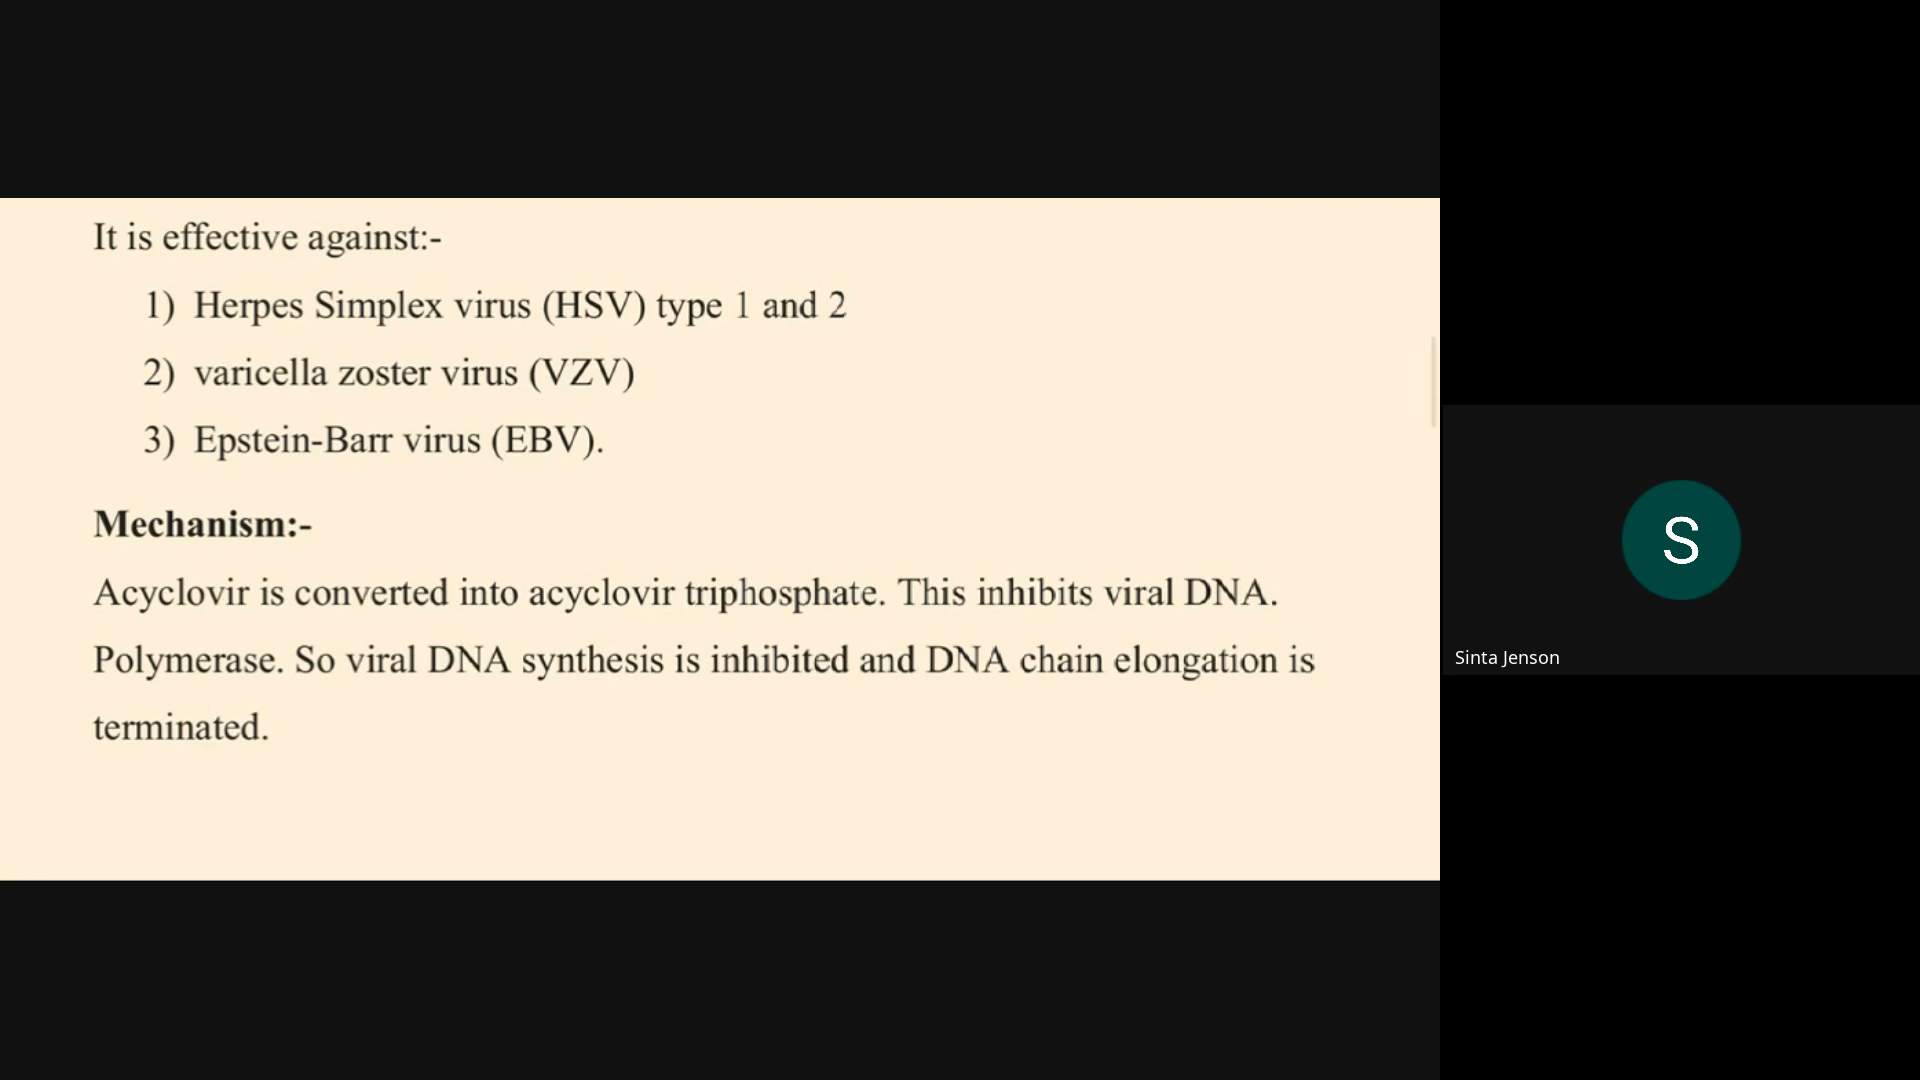 It is effective against:-
1) Herpes Simplex virus (HSV) type 1 and 2
2) varicella zoster virus (VZV)
3) Epstein-Barr virus (EBV).
Mechanism:-
Acyclovir is converted into acyclovir triphosphate. This inhibits viral DNA.
Polymerase. So viral DNA synthesis is inhibited and DNA chain elongation is
terminated.
S
Sinta Jenson